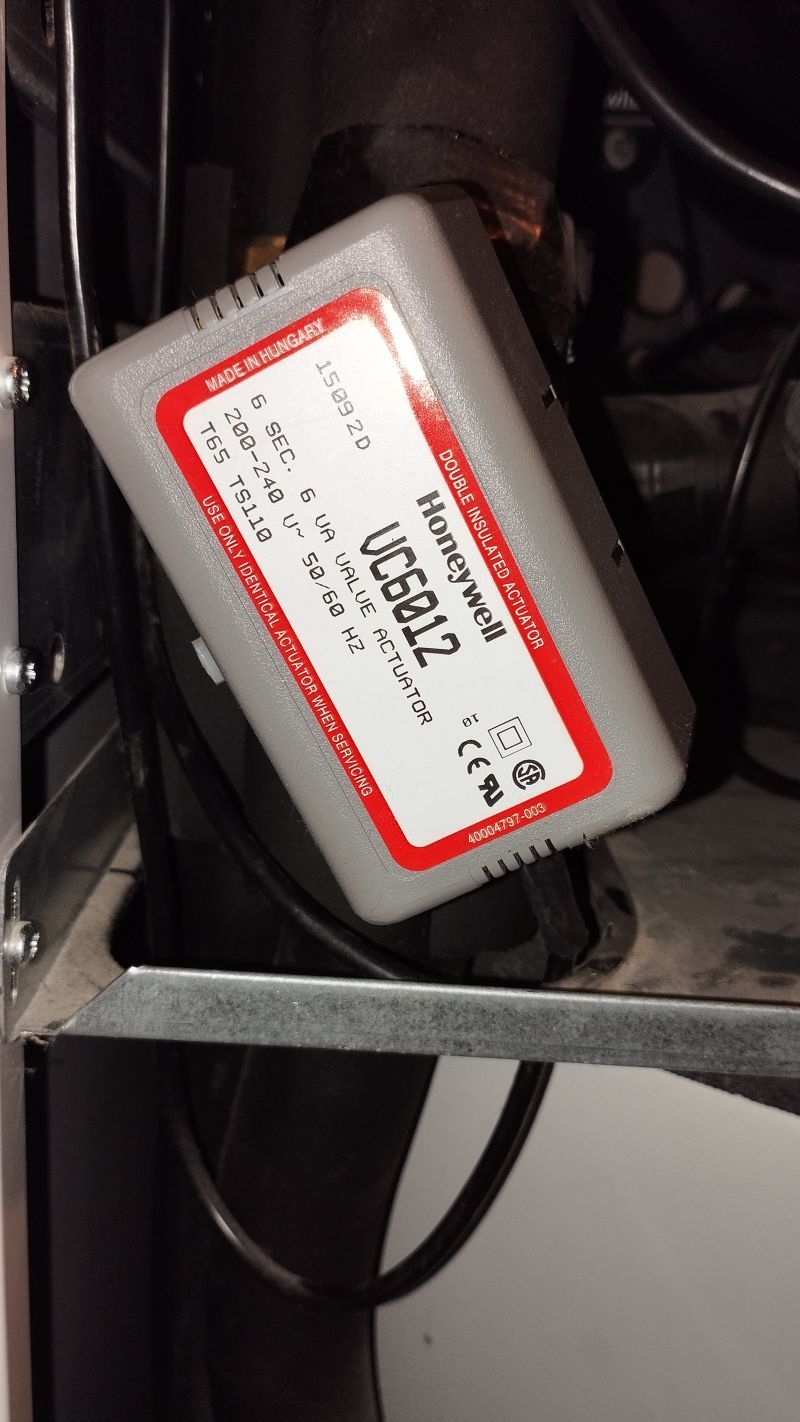 MADE IN HUNGARY
DOUBLE INSULATED ACTUATOR
15092D
Honeywell
VC6012
6 SEC. 6 VA VALVE ACTUATOR
200-240 V~ 50/60 HZ
T65 TS110
CE
40004797-003
USE ONLY IDENTICAL ACTUATOR WHEN SERVICING